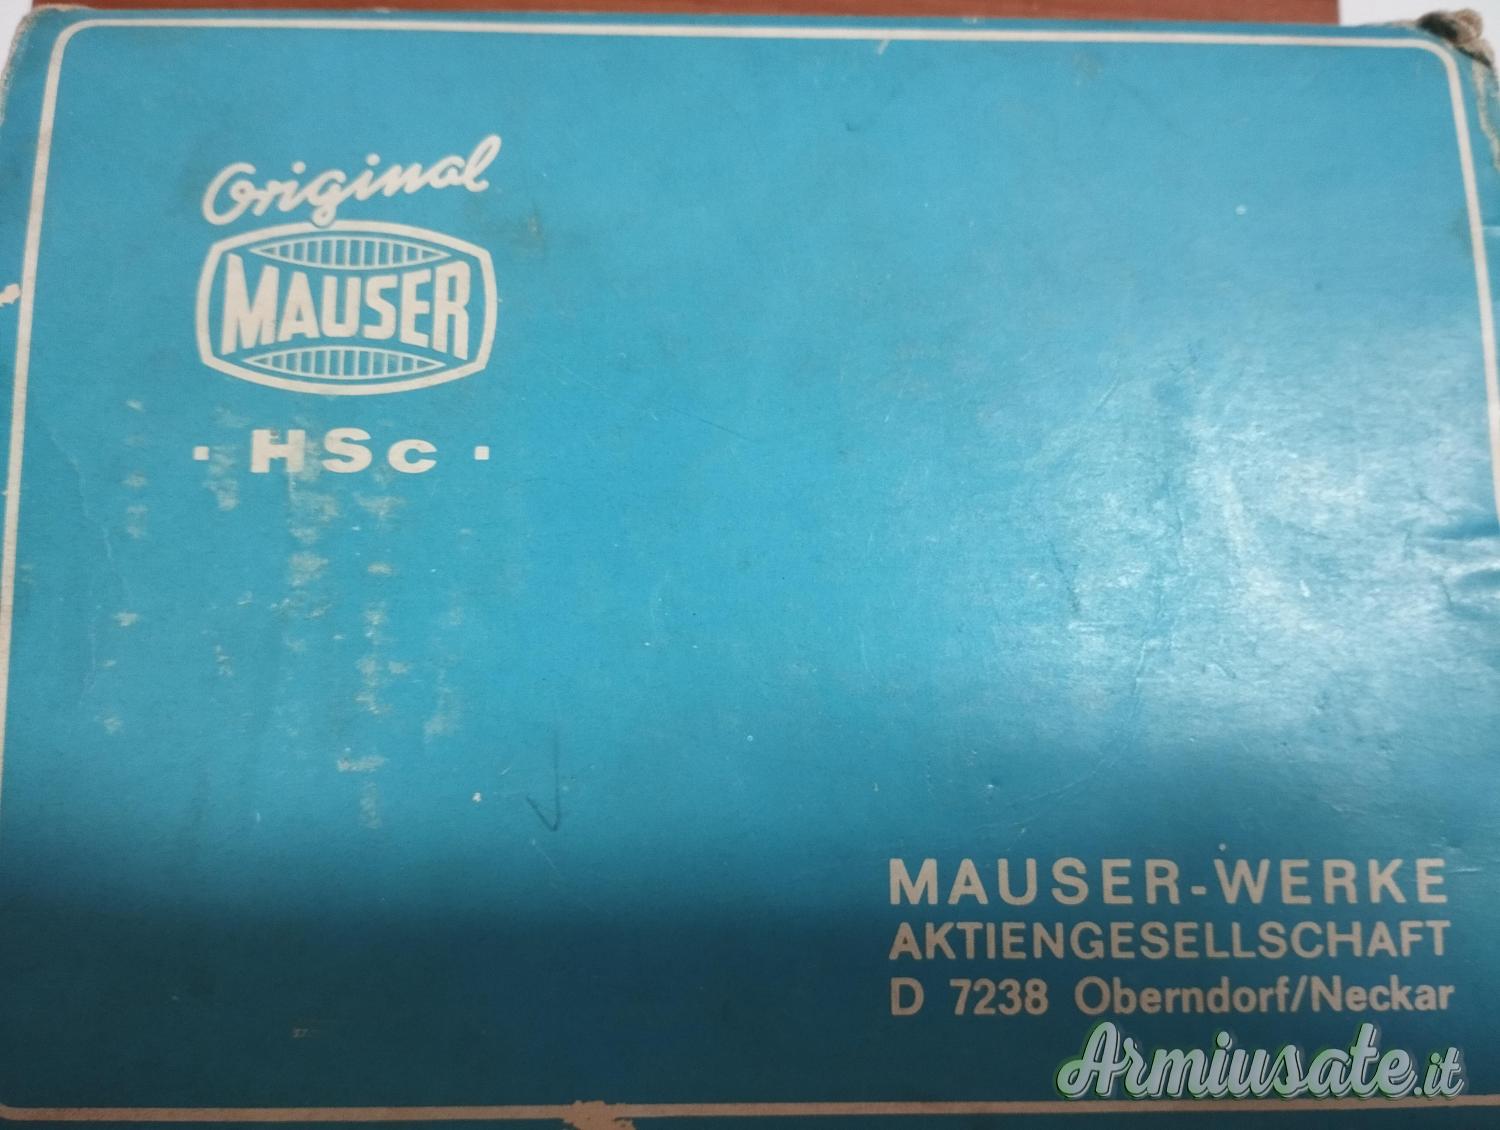 Original
MAUSER
· HSc ·
MAUSER-WERKE
AKTIENGESELLSCHAFT
D 7238 Oberndorf/Neckar
Armiusate.it